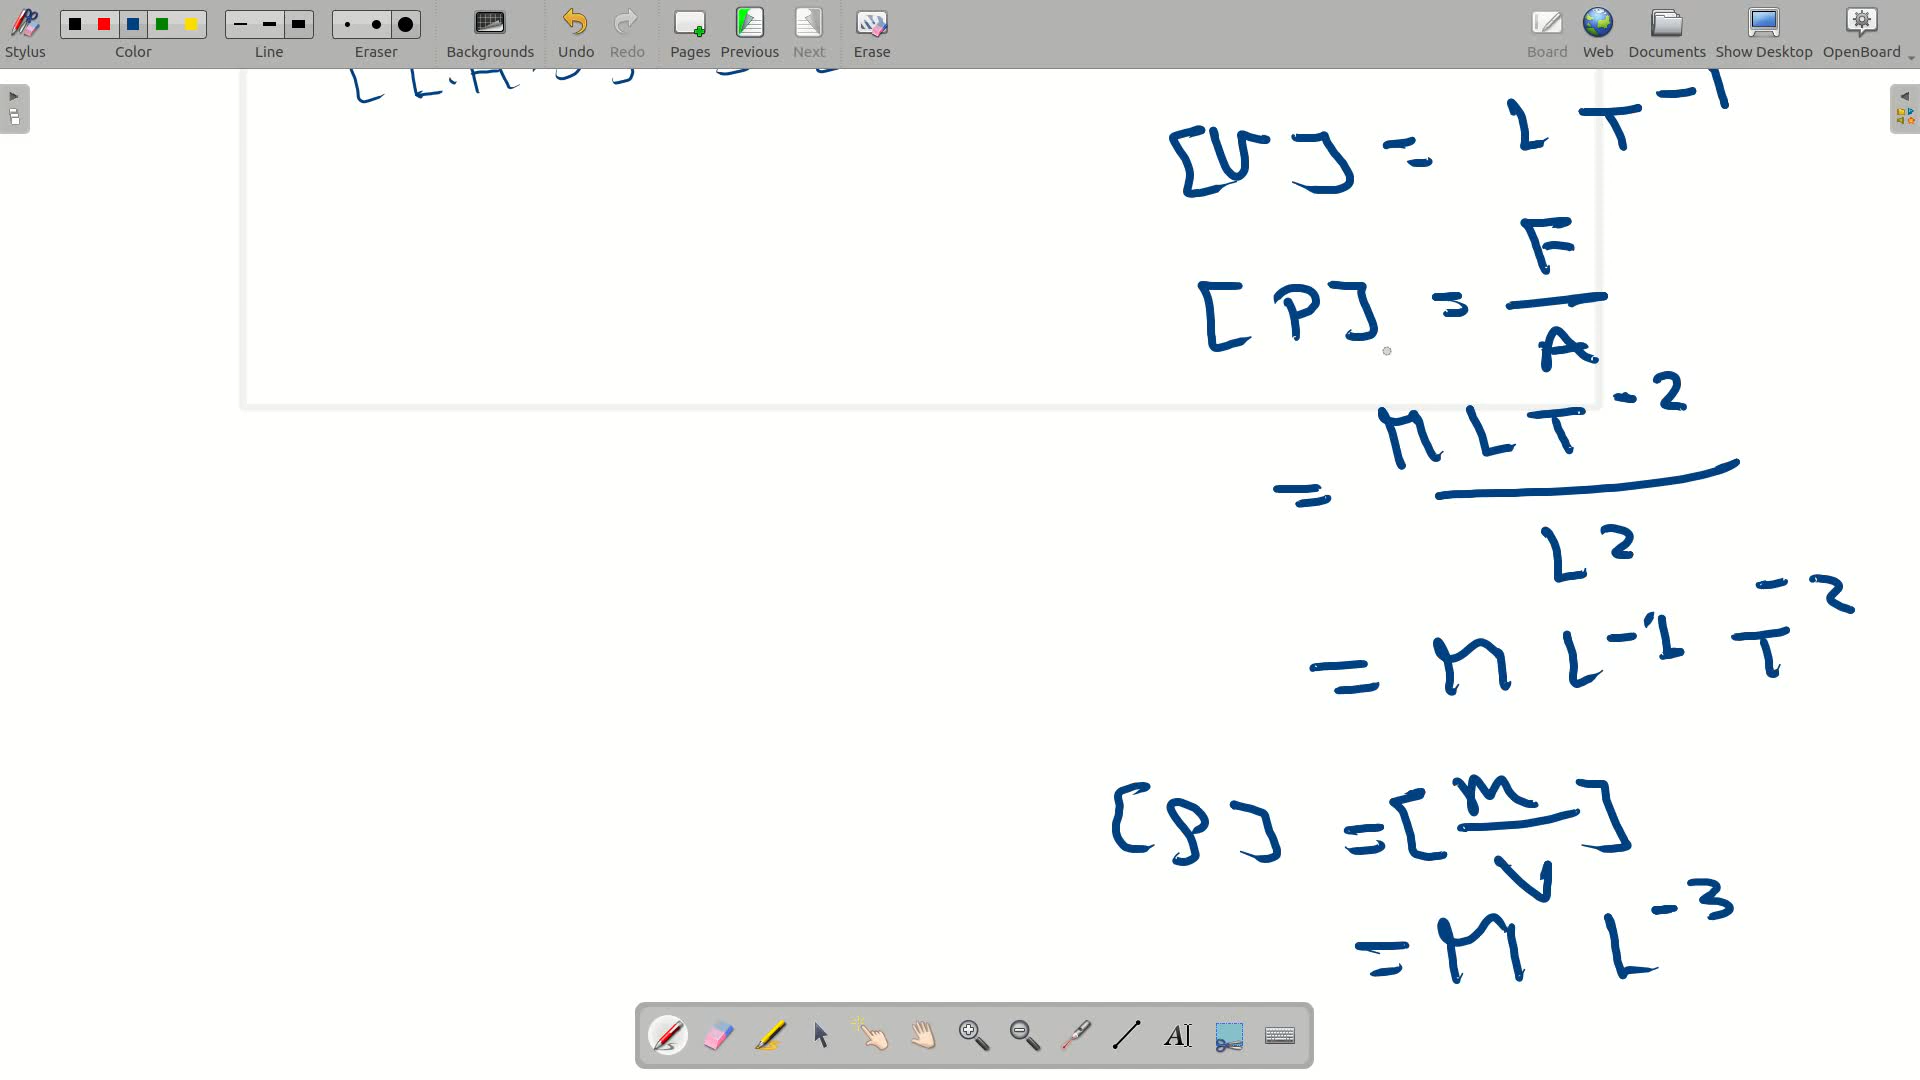 Stylus Color Line Eraser Backgrounds Undo Redo Pages Previous Next Erase Board Web Documents Show Desktop OpenBoard
[L.H.S] =
[V] = L T⁻¹
[P] = F/A
= M L T⁻² / L²
= M L⁻¹ T⁻²
[ρ] = [m/V]
= M L⁻³
AI